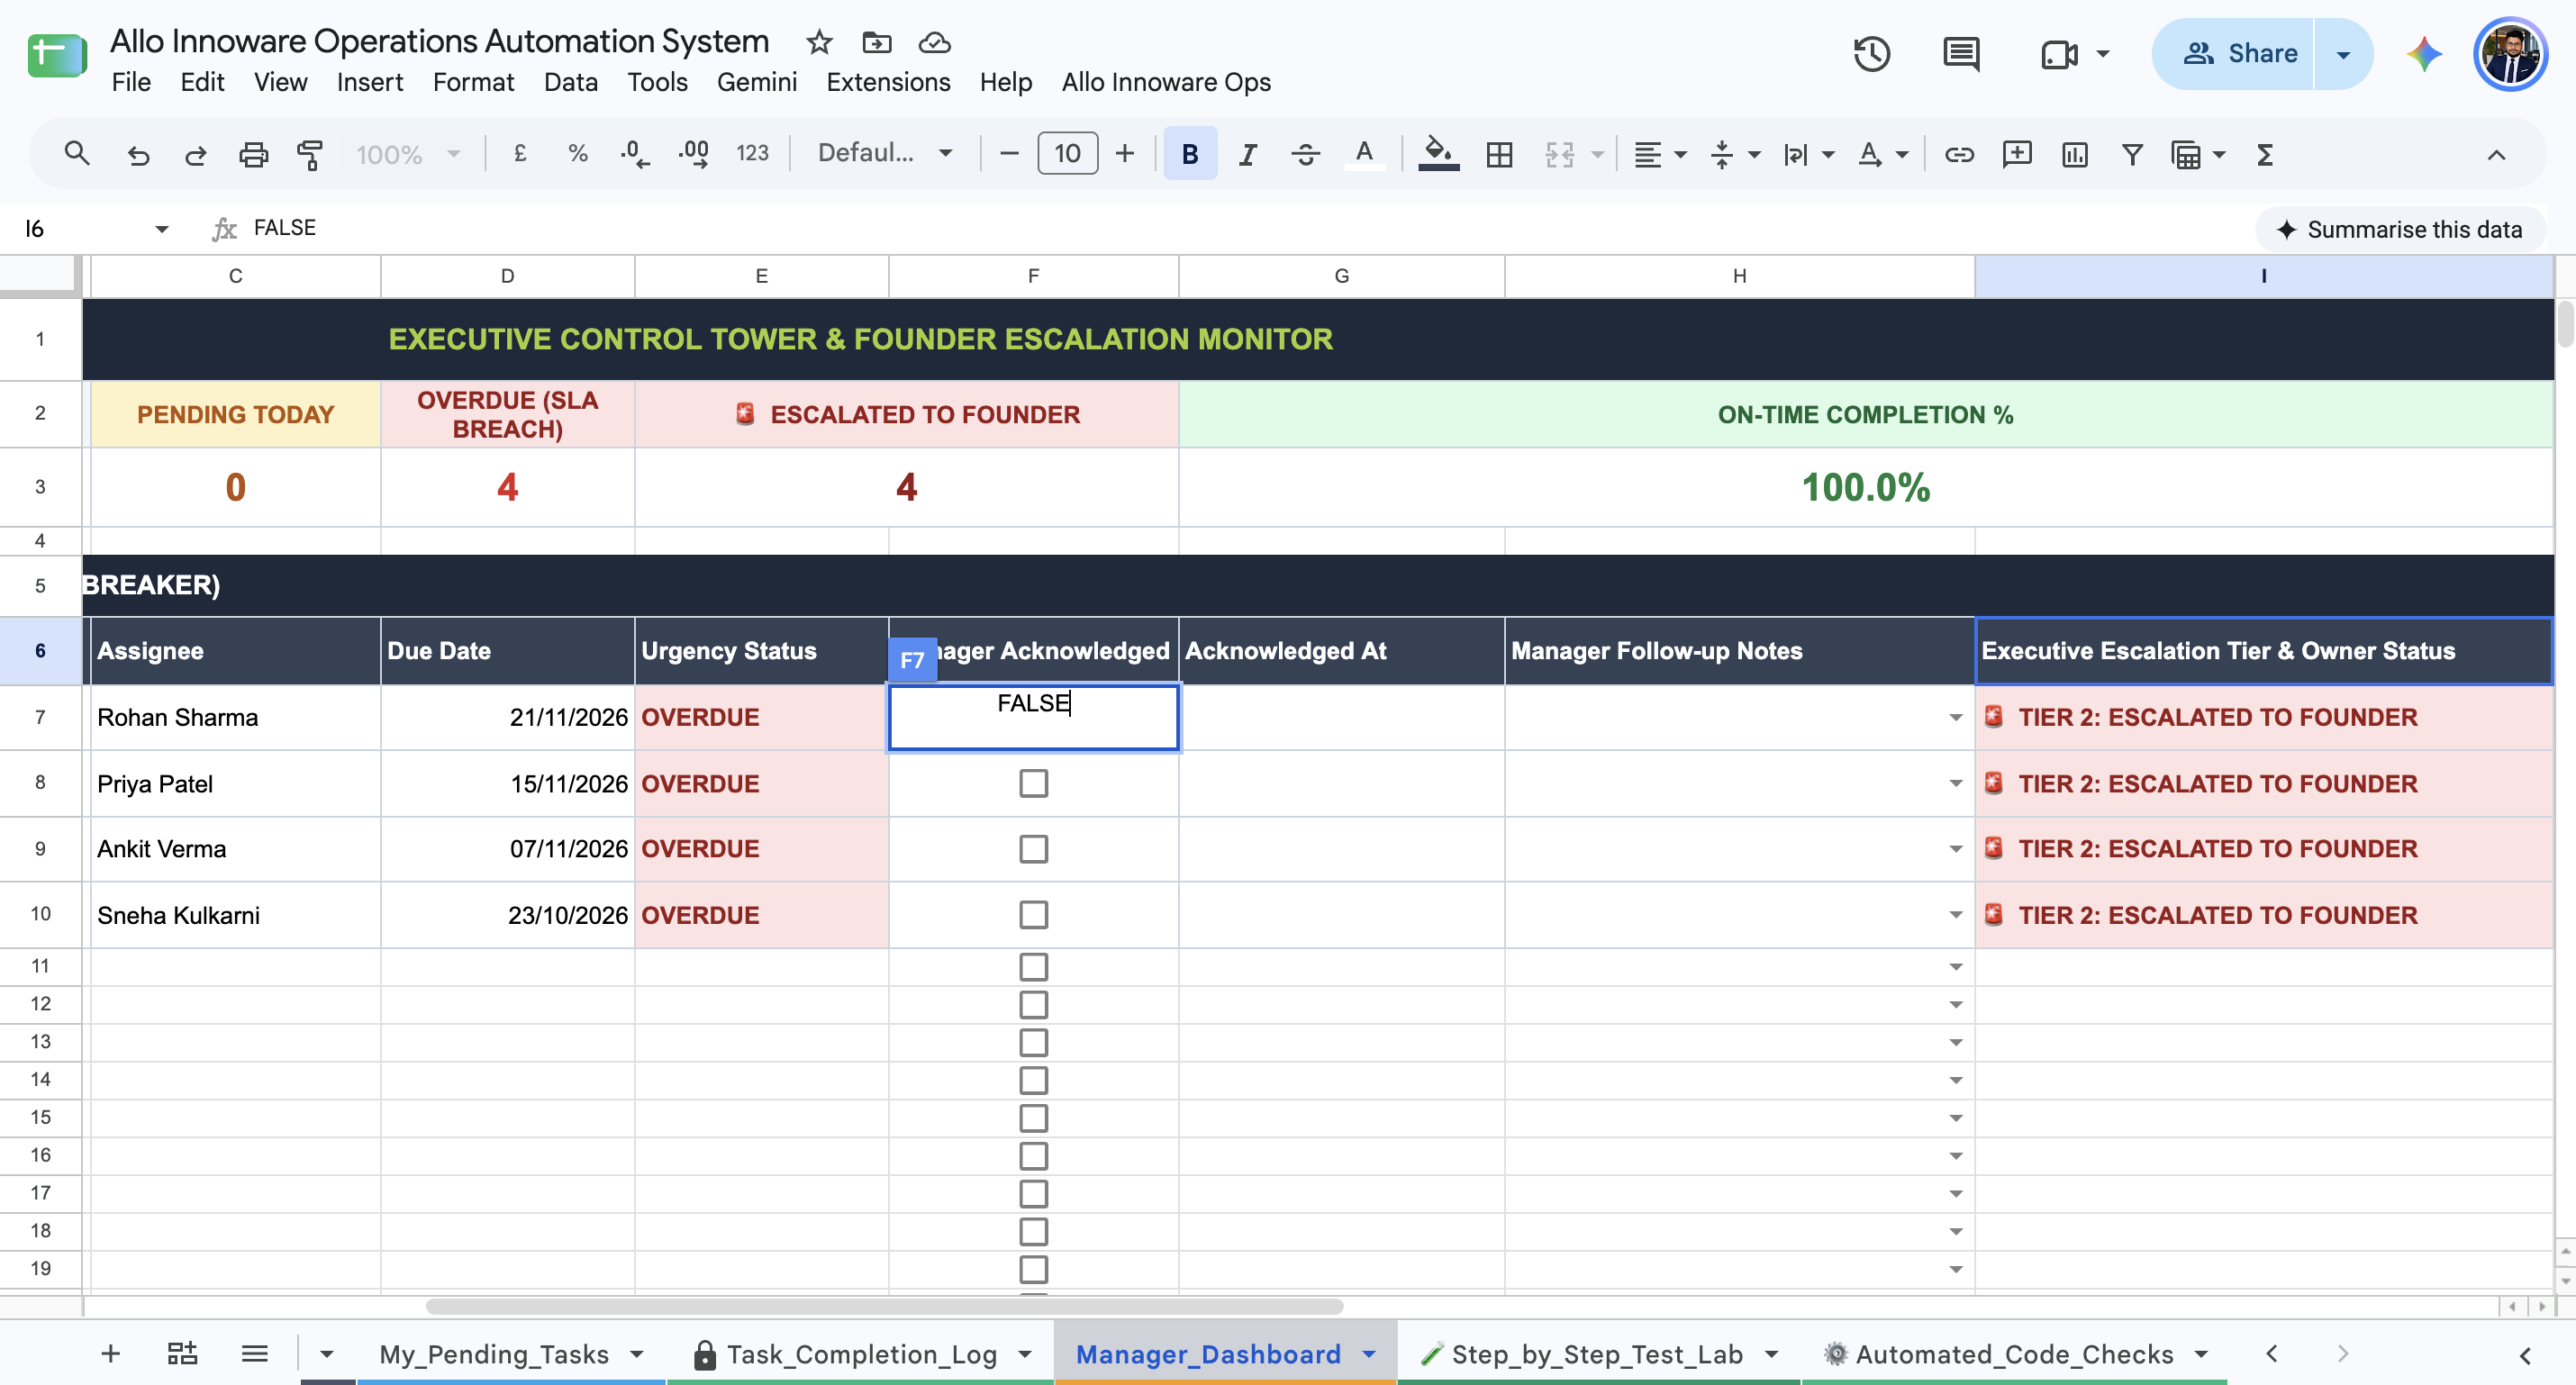 Allo Innoware Operations Automation System
File Edit View Insert Format Data Tools Gemini Extensions Help Allo Innoware Ops
Share
100% £ % .0 .00 123 Defaul... 10 B I S A A Σ
I6 fx FALSE
Summarise this data
C D E F G H I
1 EXECUTIVE CONTROL TOWER & FOUNDER ESCALATION MONITOR
2 PENDING TODAY OVERDUE (SLA BREACH) ESCALATED TO FOUNDER ON-TIME COMPLETION %
3 0 4 4 100.0%
4
5 BREAKER)
6 Assignee Due Date Urgency Status F7 nager Acknowledged Acknowledged At Manager Follow-up Notes Executive Escalation Tier & Owner Status
7 Rohan Sharma 21/11/2026 OVERDUE FALSE TIER 2: ESCALATED TO FOUNDER
8 Priya Patel 15/11/2026 OVERDUE TIER 2: ESCALATED TO FOUNDER
9 Ankit Verma 07/11/2026 OVERDUE TIER 2: ESCALATED TO FOUNDER
10 Sneha Kulkarni 23/10/2026 OVERDUE TIER 2: ESCALATED TO FOUNDER
11
12
13
14
15
16
17
18
19
My_Pending_Tasks Task_Completion_Log Manager_Dashboard Step_by_Step_Test_Lab Automated_Code_Checks